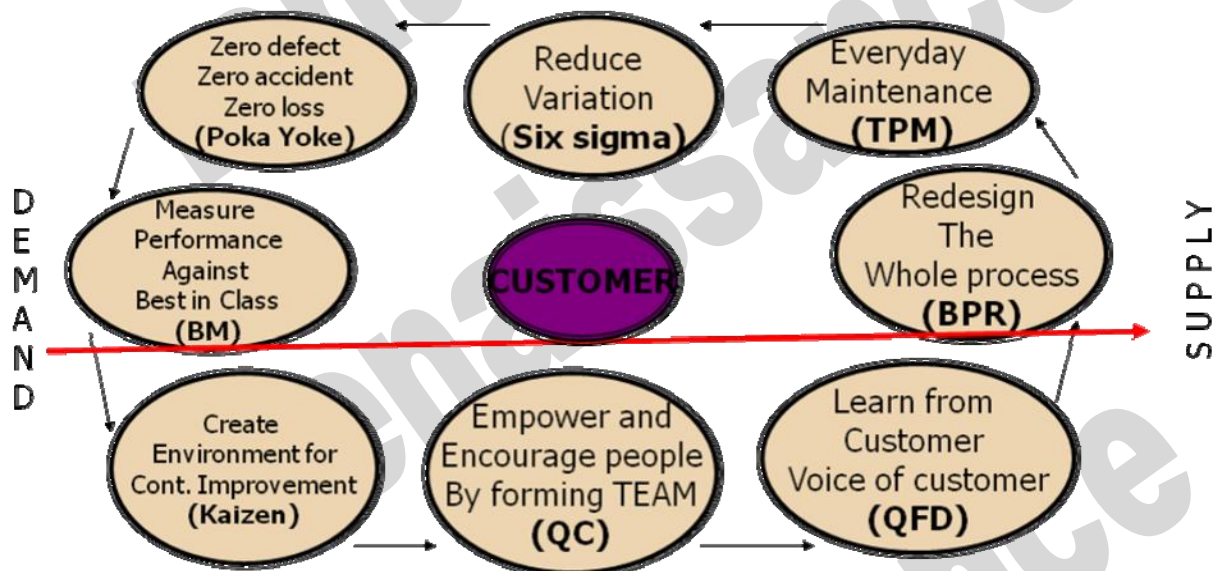 Zero defect
Zero accident
Zero loss
(Poka Yoke)
Reduce
Variation
(Six sigma)
Everyday
Maintenance
(TPM)
DEMAND
Measure
Performance
Against
Best in Class
(BM)
CUSTOMER
Redesign
The
Whole process
(BPR)
SUPPLY
Create
Environment for
Cont. Improvement
(Kaizen)
Empower and
Encourage people
By forming TEAM
(QC)
Learn from
Customer
Voice of customer
(QFD)